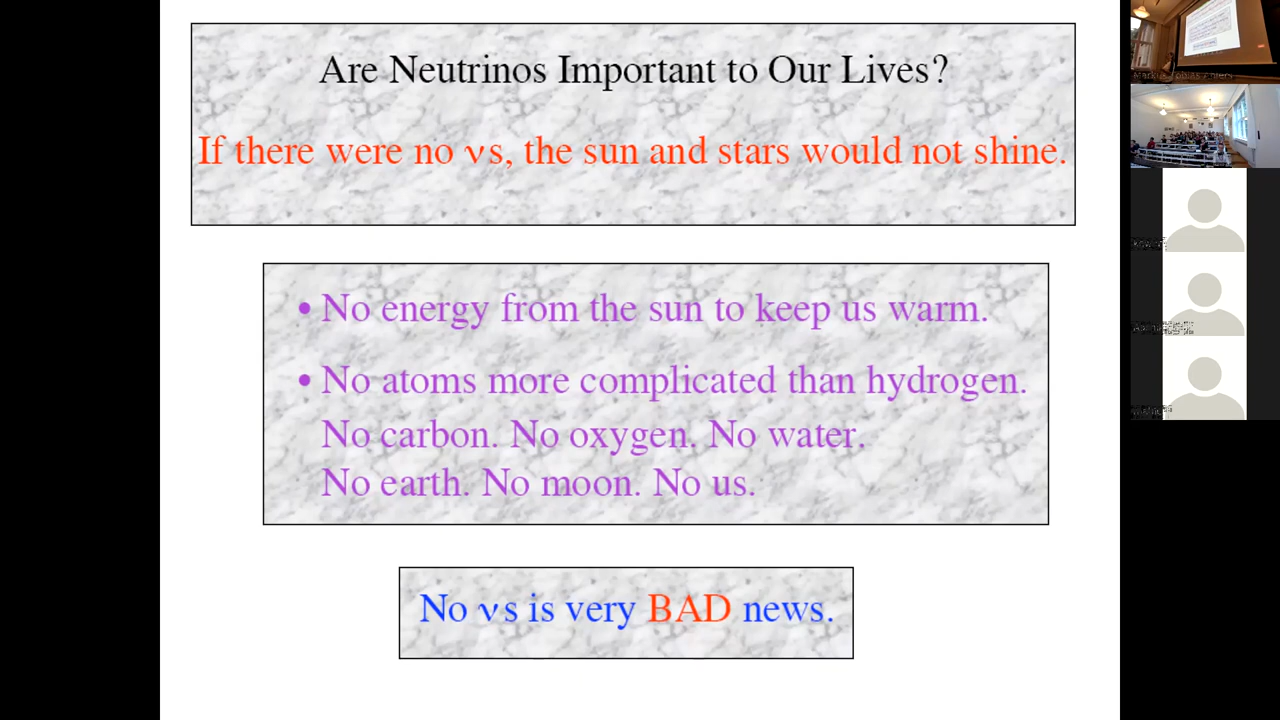 Are Neutrinos Important to Our Lives?
If there were no νs, the sun and stars would not shine.
• No energy from the sun to keep us warm.
• No atoms more complicated than hydrogen.
No carbon. No oxygen. No water.
No earth. No moon. No us.
No νs is very BAD news.